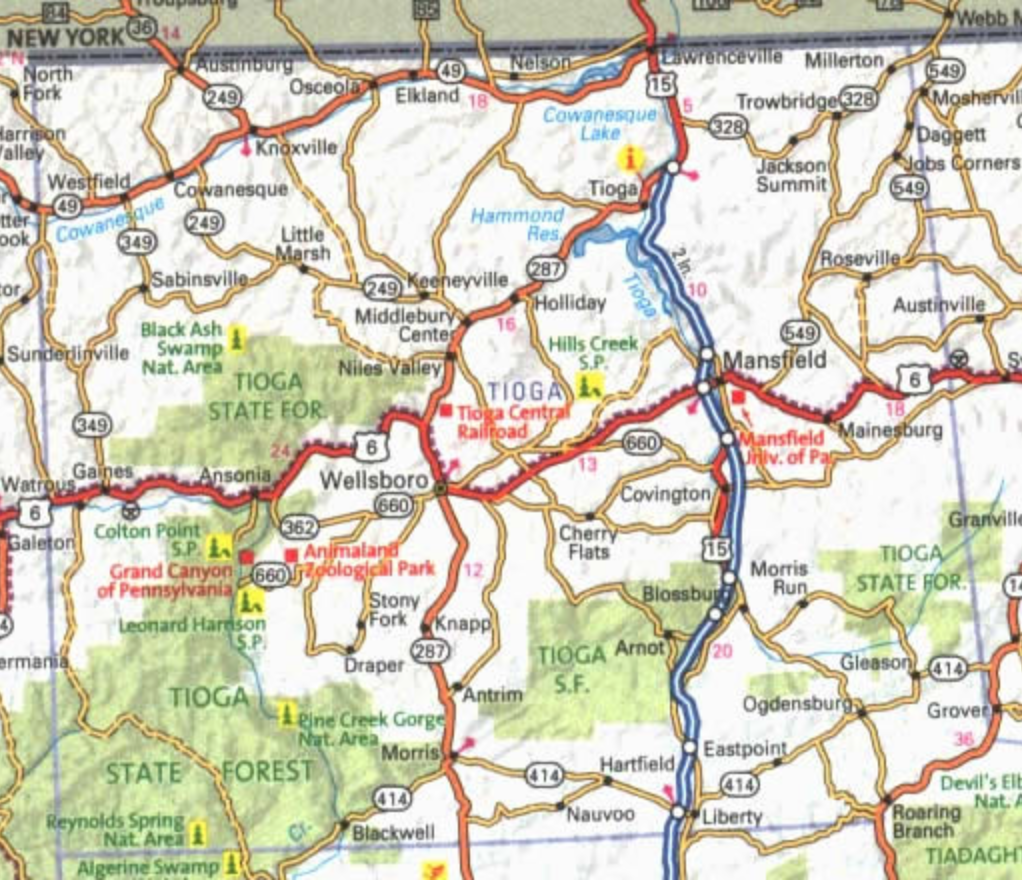 84
Troupsburg
36
14
NEW YORK
North
Fork
Austinburg
249
Harrison
Valley
Westfield
49
Cowanesque
Cowanesque
249
349
Sabinsville
Little
Marsh
Knoxville
Osceola
Elkland
49
18
Nelson
Lawrenceville
15
5
Cowanesque
Lake
328
Trowbridge
328
Millerton
Webb M
549
Mosherville
Daggett
Jobs Corners
549
Jackson
Summit
Tioga
Hammond
Res.
287
Tioga
2 In.
10
249
Keeneyville
Holliday
16
Middlebury
Center
Niles Valley
Roseville
Austinville
549
Mansfield
6
18
Mainesburg
Black Ash
Swamp
Nat. Area
Sunderlinville
TIOGA
STATE FOR.
Hills Creek
S.P.
TIOGA
Tioga Central
Railroad
Mansfield
Univ. of Pa.
349
24
6
Wellsboro
660
13
Covington
Watrous
Gaines
Ansonia
6
Galeton
660
362
Colton Point
S.P.
Animaland
Zoological Park
Grand Canyon
of Pennsylvania
660
Leonard Harrison
S.P.
Cherry
Flats
15
12
Stony
Fork
Knapp
287
Draper
Antrim
Blossburg
Morris
Run
Arnot
20
TIOGA
S.F.
TIOGA
STATE FOR.
Granville
Gleason
414
Ogdensburg
Grover
36
TIOGA
STATE FOREST
Pine Creek Gorge
Nat. Area
Morris
414
Hartfield
Eastpoint
414
Nauvoo
Liberty
Devil's El
Nat. A
Roaring
Branch
414
Blackwell
Reynolds Spring
Nat. Area
Algerine Swamp
TIADAGHT